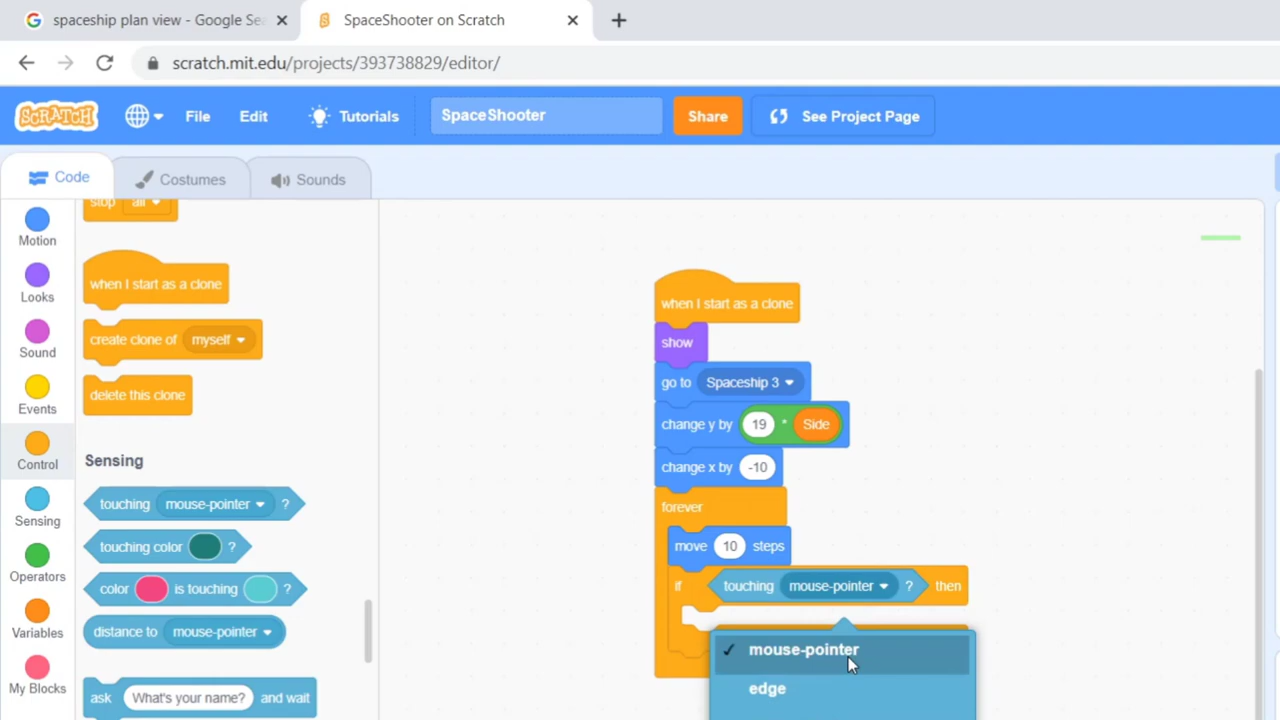 spaceship plan view - Google Sea
SpaceShooter on Scratch
scratch.mit.edu/projects/393738829/editor/
SCRATCH
File
Edit
Tutorials
SpaceShooter
Share
See Project Page
Code
Costumes
Sounds
Motion
Looks
Sound
Events
Control
Sensing
Operators
Variables
My Blocks
stop all
when I start as a clone
create clone of myself
delete this clone
Sensing
touching mouse-pointer ?
touching color ?
color is touching ?
distance to mouse-pointer
ask What's your name? and wait
when I start as a clone
show
go to Spaceship 3
change y by 19 * Side
change x by -10
forever
move 10 steps
if touching mouse-pointer ? then
✓ mouse-pointer
edge